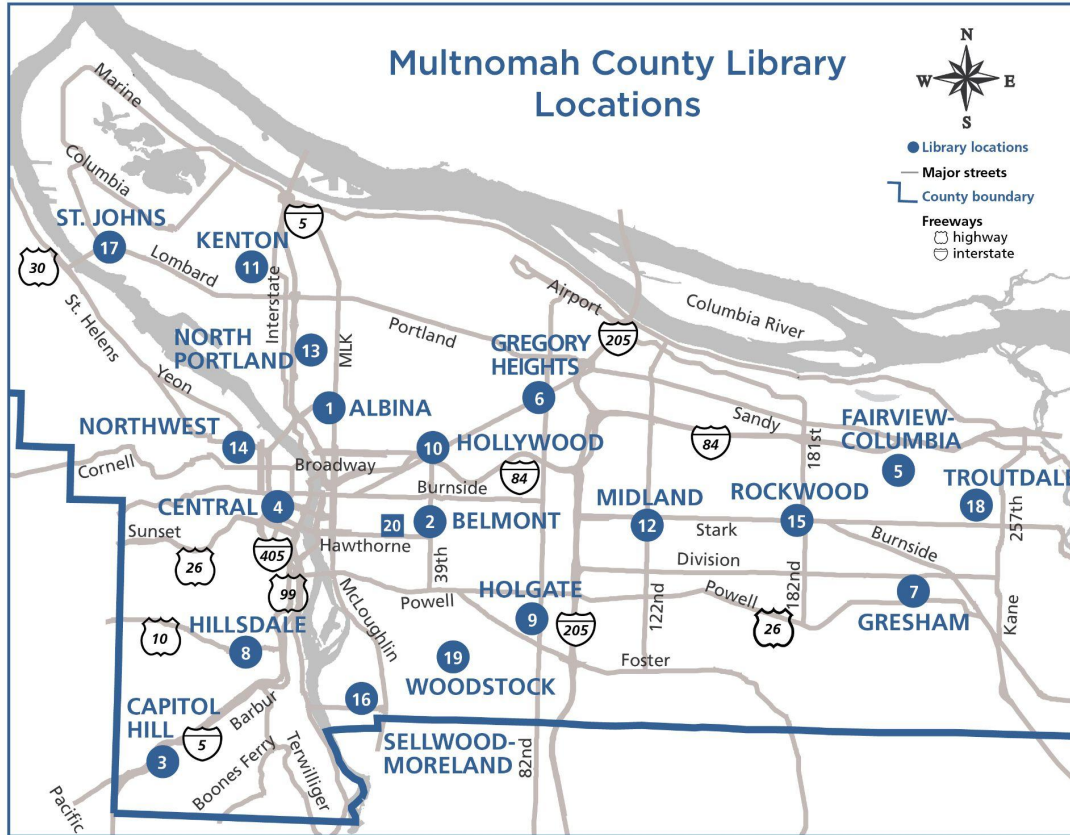 Multnomah County Library
Locations
N
W
E
S
Library locations
Major streets
County boundary
Freeways
highway
interstate
Marine
Columbia
ST. JOHNS
17
KENTON
11
5
30
Lombard
St. Helens
Interstate
Airport
Columbia River
Portland
MLK
NORTH
PORTLAND
13
GREGORY
HEIGHTS
6
205
Yeon
1
ALBINA
NORTHWEST
14
10
HOLLYWOOD
Sandy
84
181st
FAIRVIEW-
COLUMBIA
5
Cornell
Broadway
84
Burnside
TROUTDALE
18
257th
CENTRAL
4
20
2
BELMONT
MIDLAND
12
ROCKWOOD
15
Stark
Burnside
Sunset
Hawthorne
26
405
39th
Division
99
McLoughlin
Powell
HOLGATE
9
205
122nd
Powell
182nd
26
7
GRESHAM
Kane
10
HILLSDALE
8
19
WOODSTOCK
Foster
16
CAPITOL
HILL
3
5
Barbur
Boones Ferry
Terwilliger
SELLWOOD-
MORELAND
82nd
Pacific